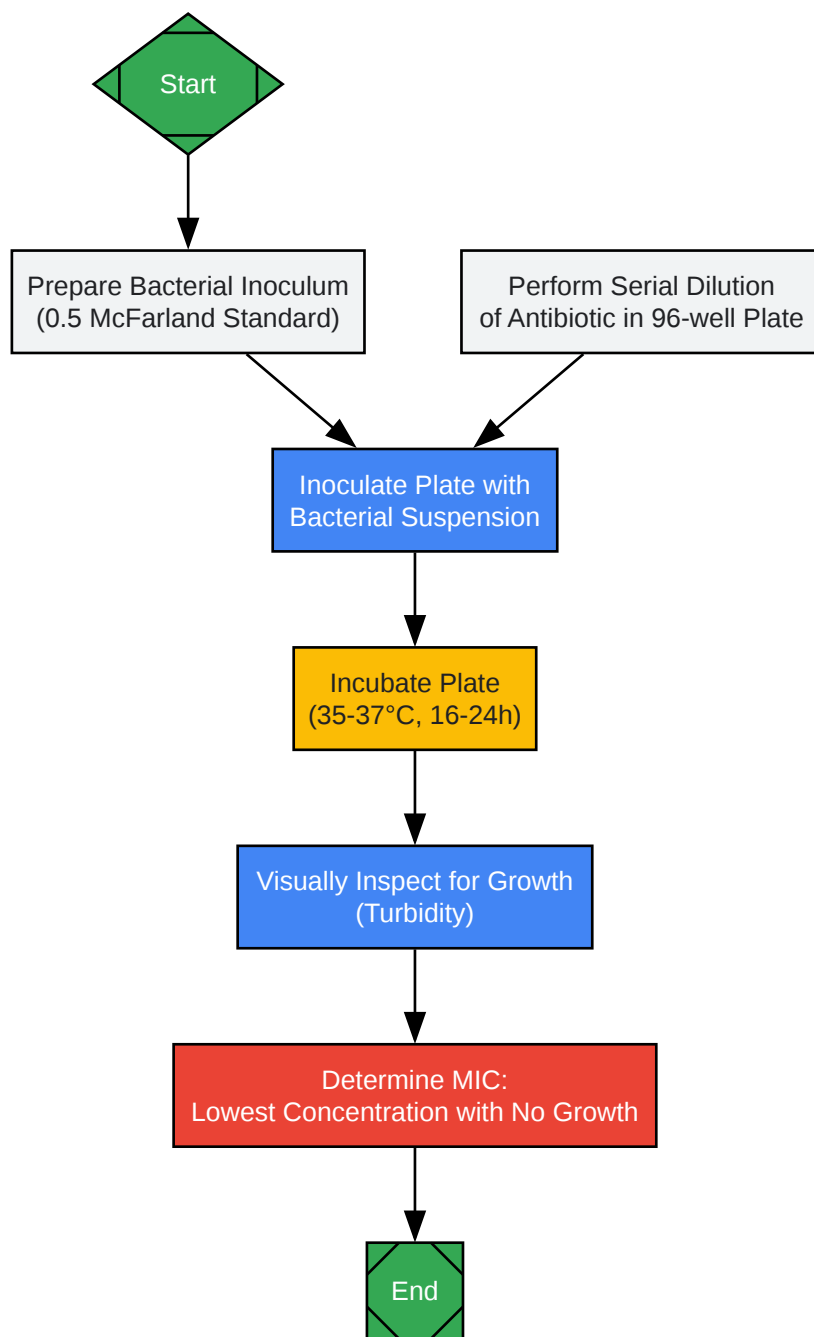 Start
Prepare Bacterial Inoculum
(0.5 McFarland Standard)
Perform Serial Dilution
of Antibiotic in 96-well Plate
Inoculate Plate with
Bacterial Suspension
Incubate Plate
(35-37°C, 16-24h)
Visually Inspect for Growth
(Turbidity)
Determine MIC:
Lowest Concentration with No Growth
End